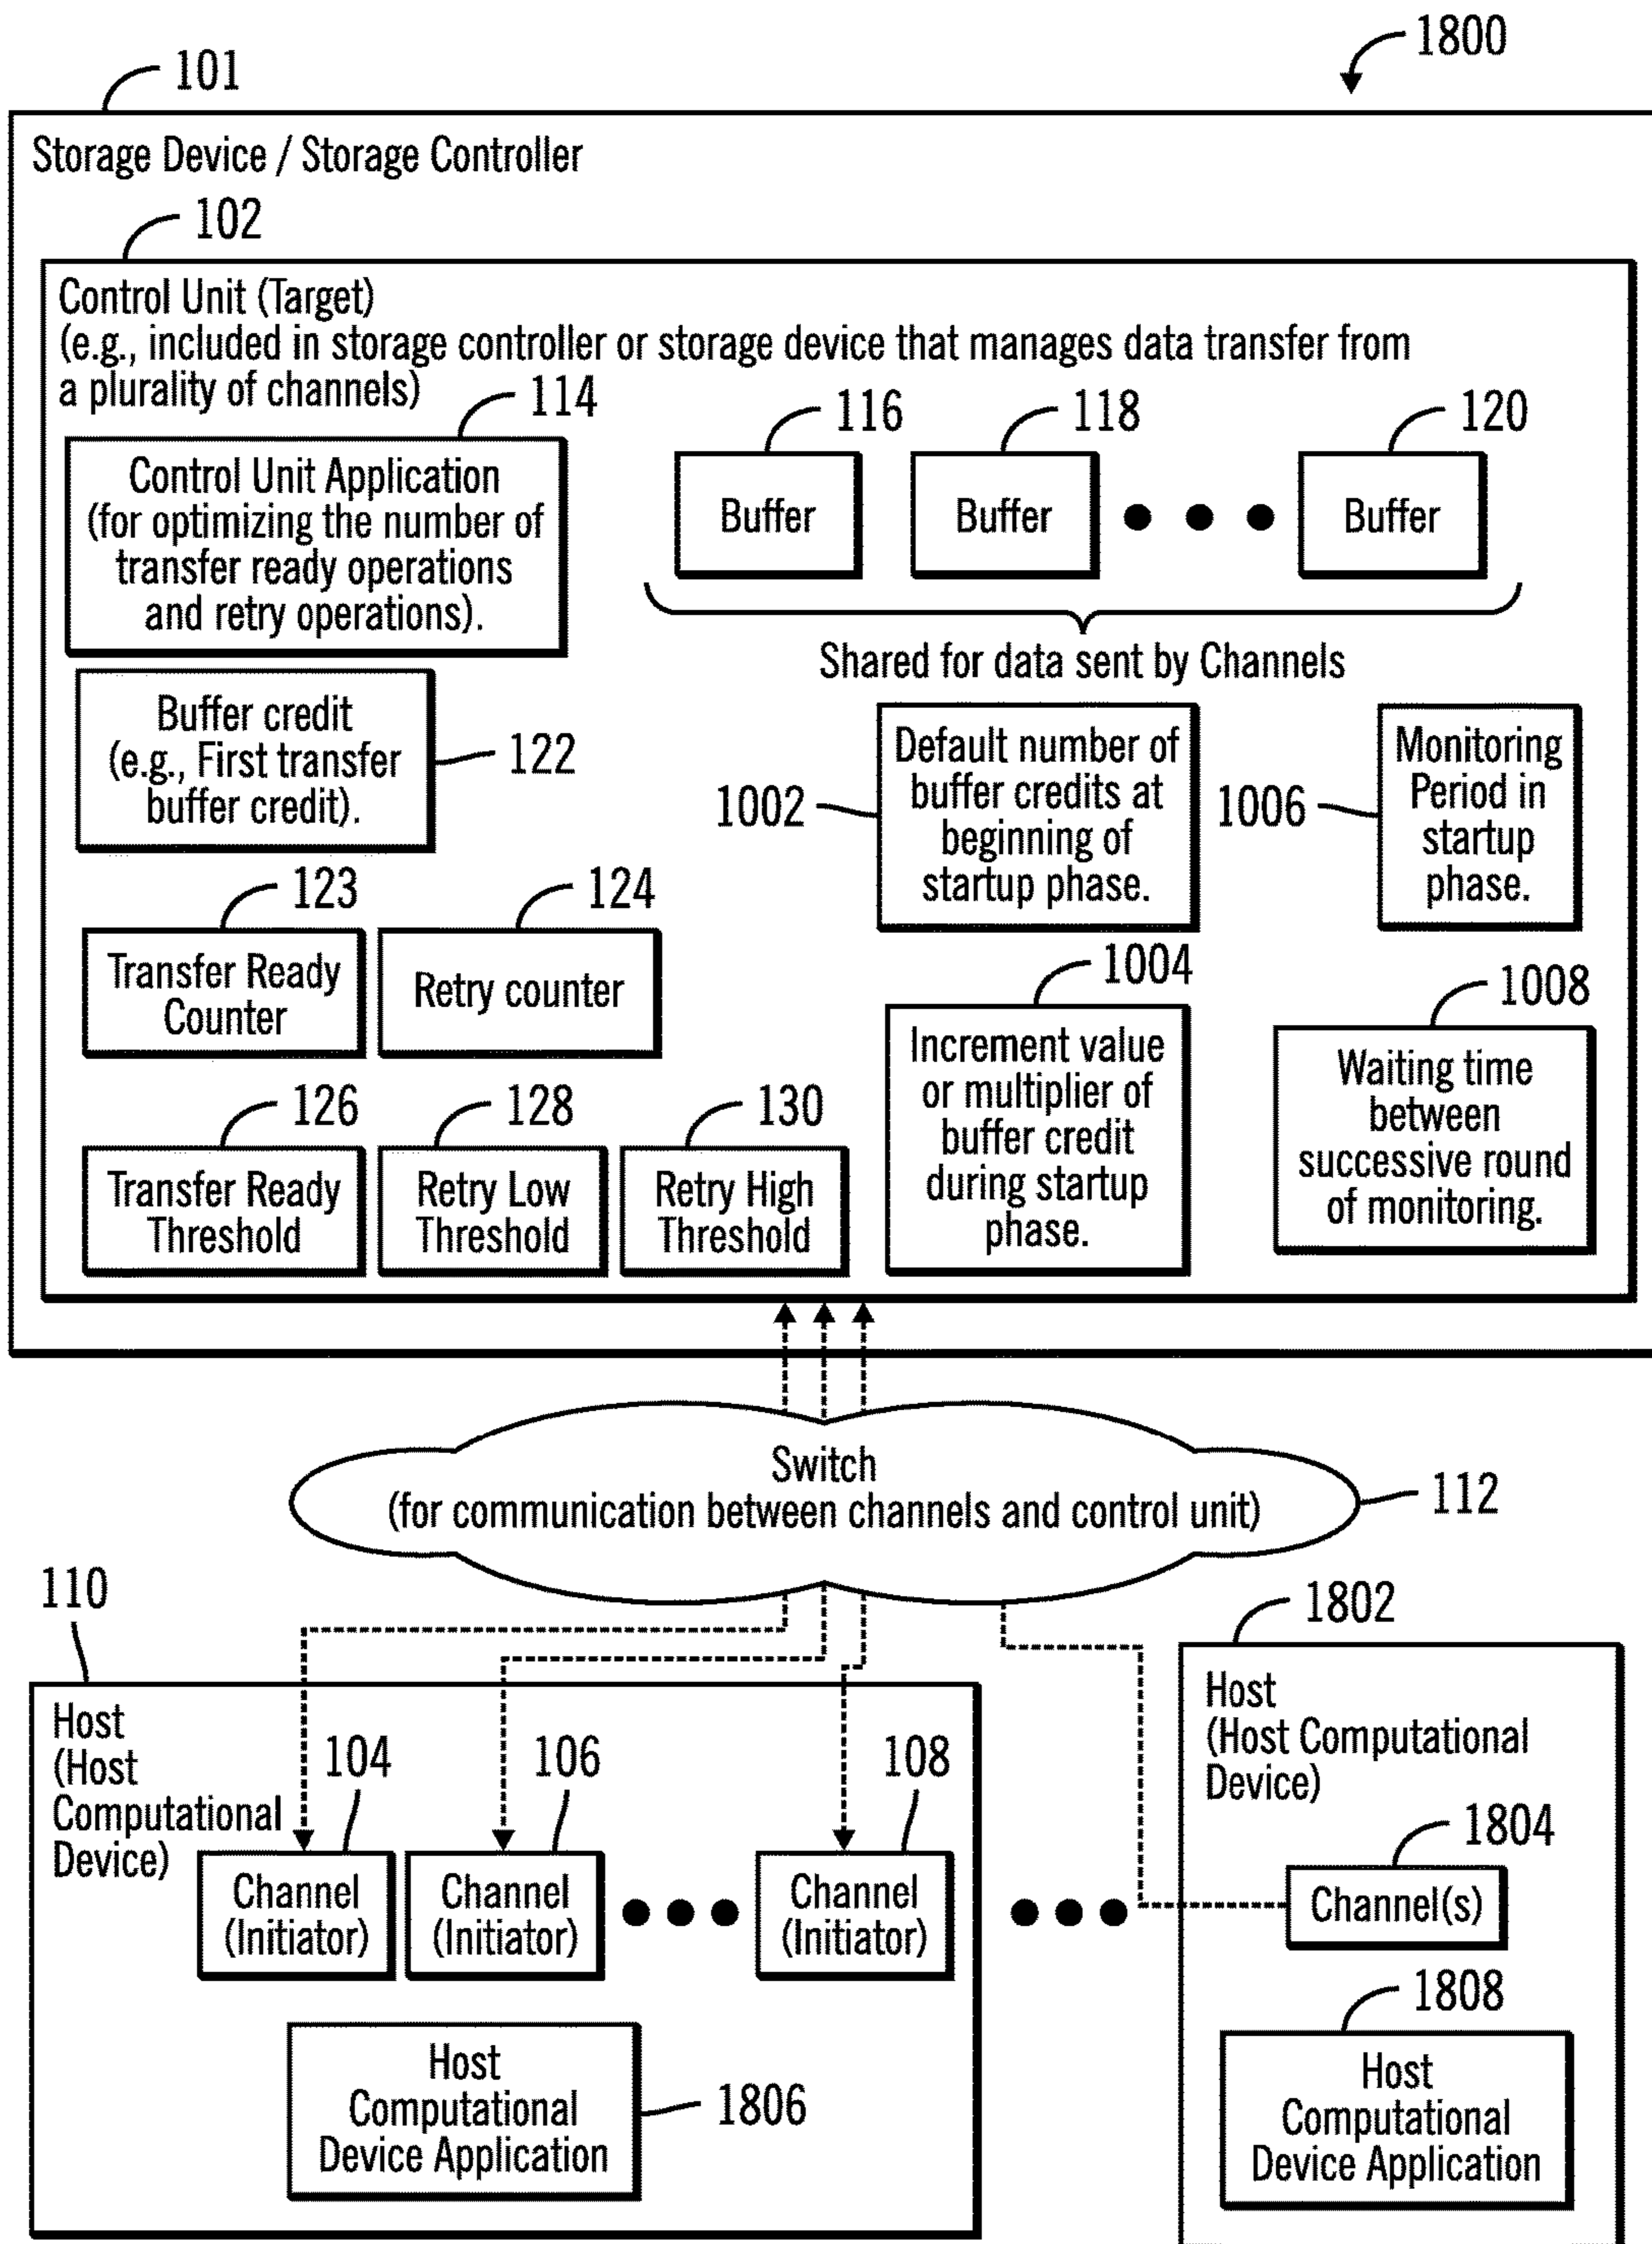 1800
101
Storage Device / Storage Controller
102
Control Unit (Target)
(e.g., included in storage controller or storage device that manages data transfer from
a plurality of channels)
114
Control Unit Application
(for optimizing the number of
transfer ready operations
and retry operations).
116
118
120
Buffer
Buffer
Buffer
Shared for data sent by Channels
Buffer credit
(e.g., First transfer
buffer credit).
122
1002
Default number of
buffer credits at
beginning of
startup phase.
1006
Monitoring
Period in
startup
phase.
123
Transfer Ready
Counter
124
Retry counter
1004
Increment value
or multiplier of
buffer credit
during startup
phase.
1008
Waiting time
between
successive round
of monitoring.
126
Transfer Ready
Threshold
128
Retry Low
Threshold
130
Retry High
Threshold
Switch
(for communication between channels and control unit)
112
110
Host
(Host
Computational
Device)
104
Channel
(Initiator)
106
Channel
(Initiator)
108
Channel
(Initiator)
Host
Computational
Device Application
1806
1802
Host
(Host Computational
Device)
1804
Channel(s)
1808
Host
Computational
Device Application